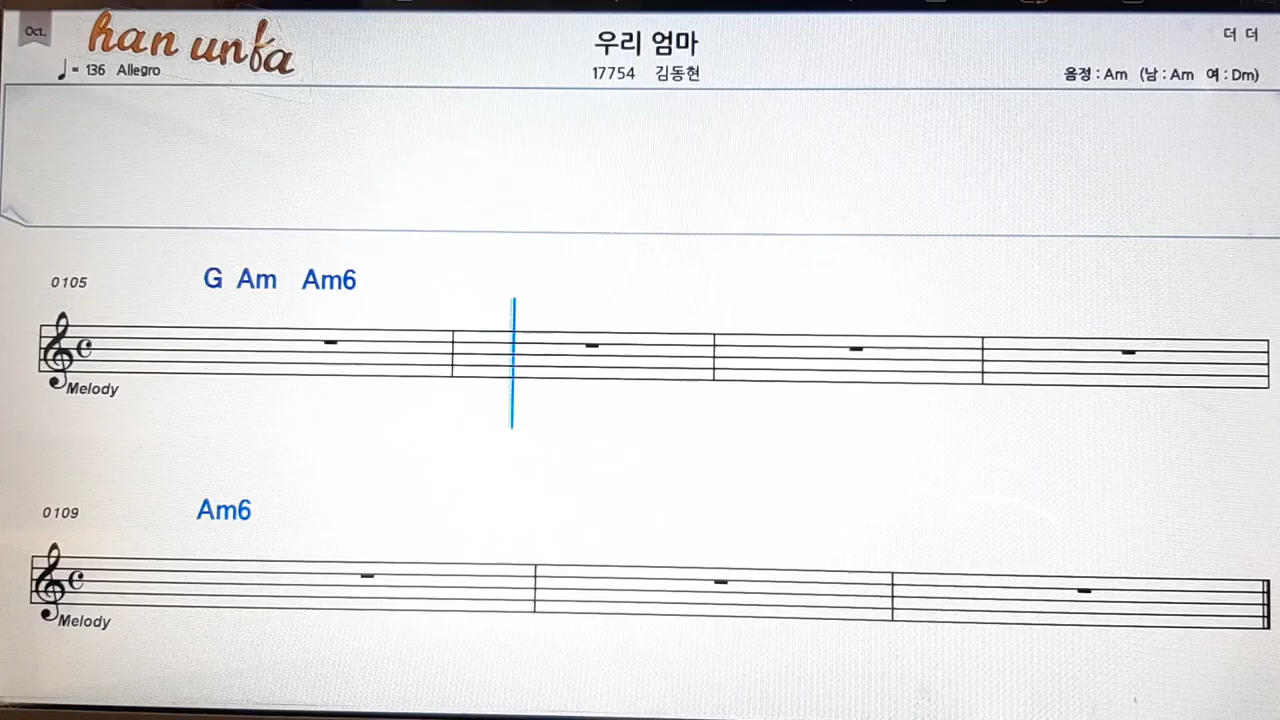 Oct.
han unfa
우리 엄마
더 더
♩ = 136 Allegro
17754 김동현
음정 : Am (남 : Am 여 : Dm)
0105
G Am Am6
Melody
0109
Am6
Melody